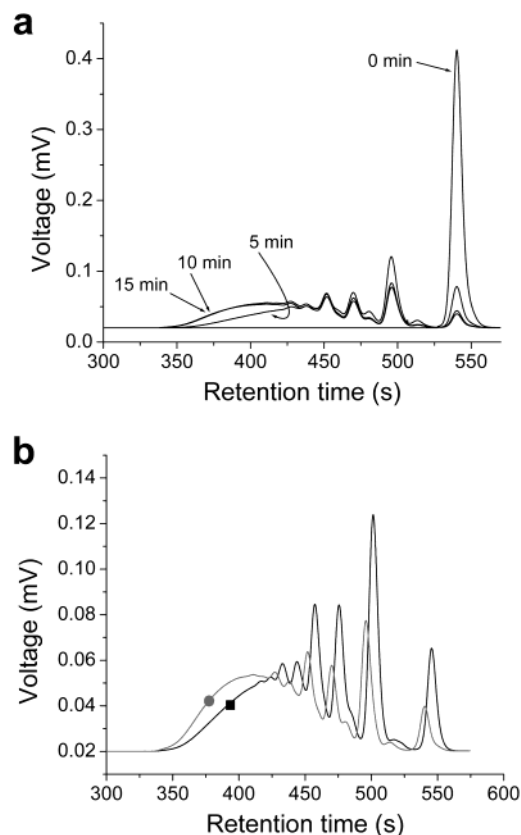 a
0 min
5 min
10 min
15 min
Voltage (mV)
0.4
0.3
0.2
0.1
0.0
300 350 400 450 500 550
Retention time (s)
b
Voltage (mV)
0.14
0.12
0.10
0.08
0.06
0.04
0.02
300 350 400 450 500 550 600
Retention time (s)